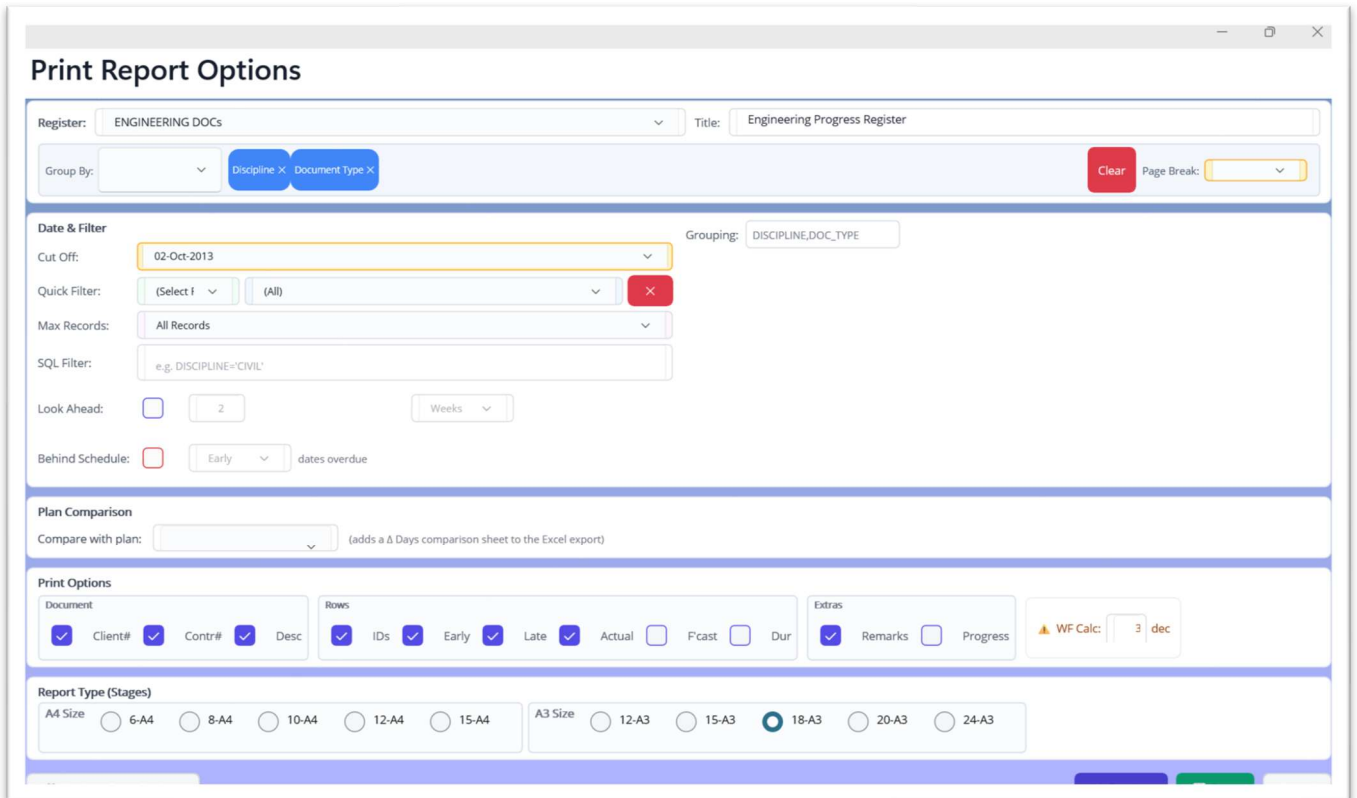 Print Report Options
Register: ENGINEERING DOCs Title: Engineering Progress Register
Group By: Discipline × Document Type × Clear Page Break:
Date & Filter
Grouping: DISCIPLINE,DOC_TYPE
Cut Off: 02-Oct-2013
Quick Filter: (Select (All)
Max Records: All Records
SQL Filter: e.g. DISCIPLINE='CIVIL'
Look Ahead: 2 Weeks
Behind Schedule: Early dates overdue
Plan Comparison
Compare with plan: (adds a Δ Days comparison sheet to the Excel export)
Print Options
Document Rows Extras
Client# Contr# Desc IDs Early Late Actual F'cast Dur Remarks Progress WF Calc: 3 dec
Report Type (Stages)
A4 Size 6-A4 8-A4 10-A4 12-A4 15-A4 A3 Size 12-A3 15-A3 18-A3 20-A3 24-A3